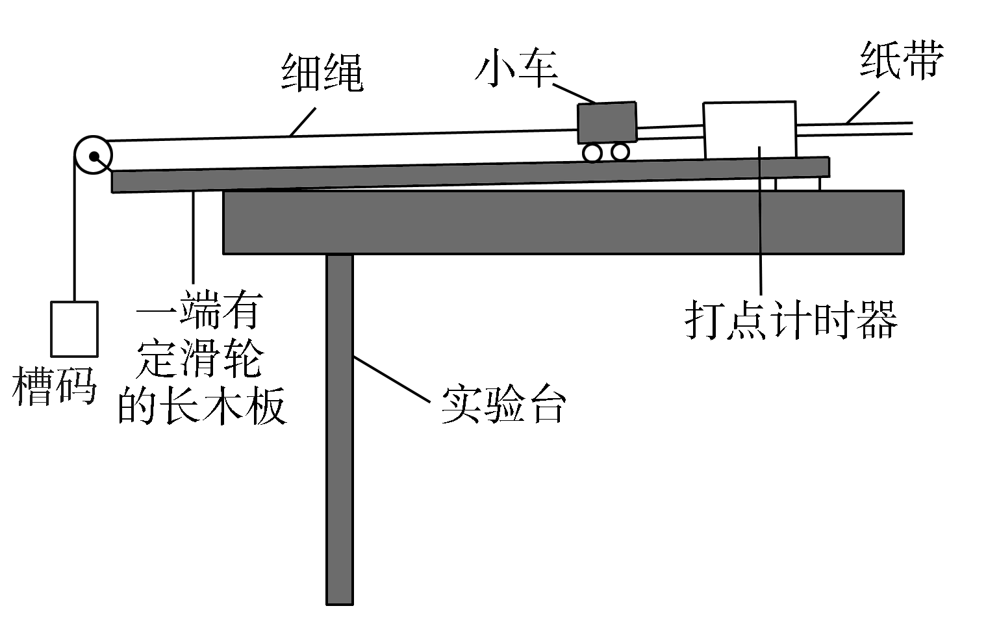 纸带
小车
细绳
一端有
定滑轮
的长木板
打点计时器
槽码
实验台